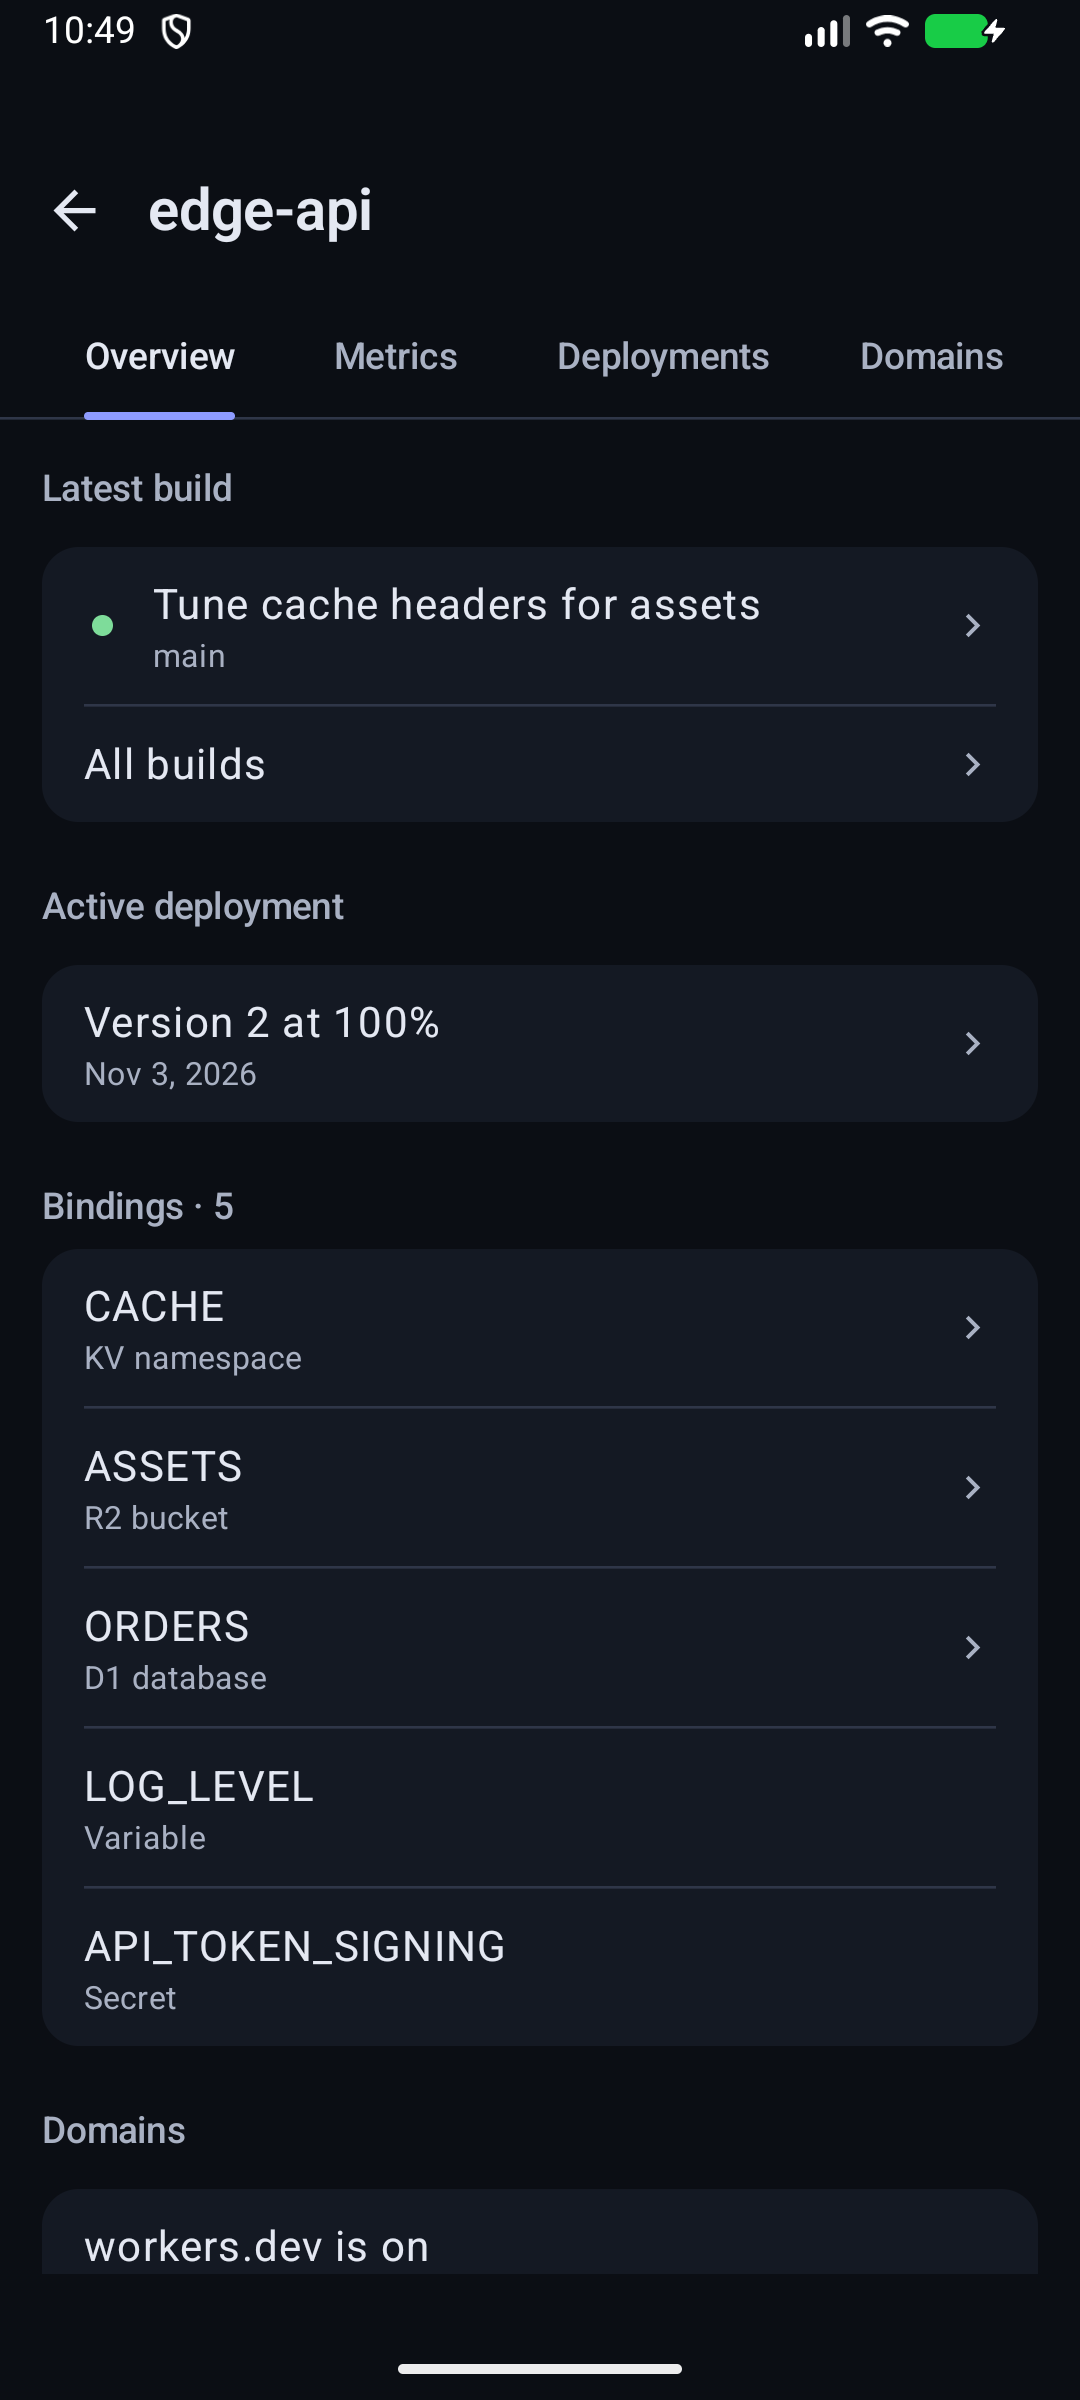 10:49
edge-api
Overview Metrics Deployments Domains
Latest build
Tune cache headers for assets
main
All builds
Active deployment
Version 2 at 100%
Nov 3, 2026
Bindings · 5
CACHE
KV namespace
ASSETS
R2 bucket
ORDERS
D1 database
LOG_LEVEL
Variable
API_TOKEN_SIGNING
Secret
Domains
workers.dev is on